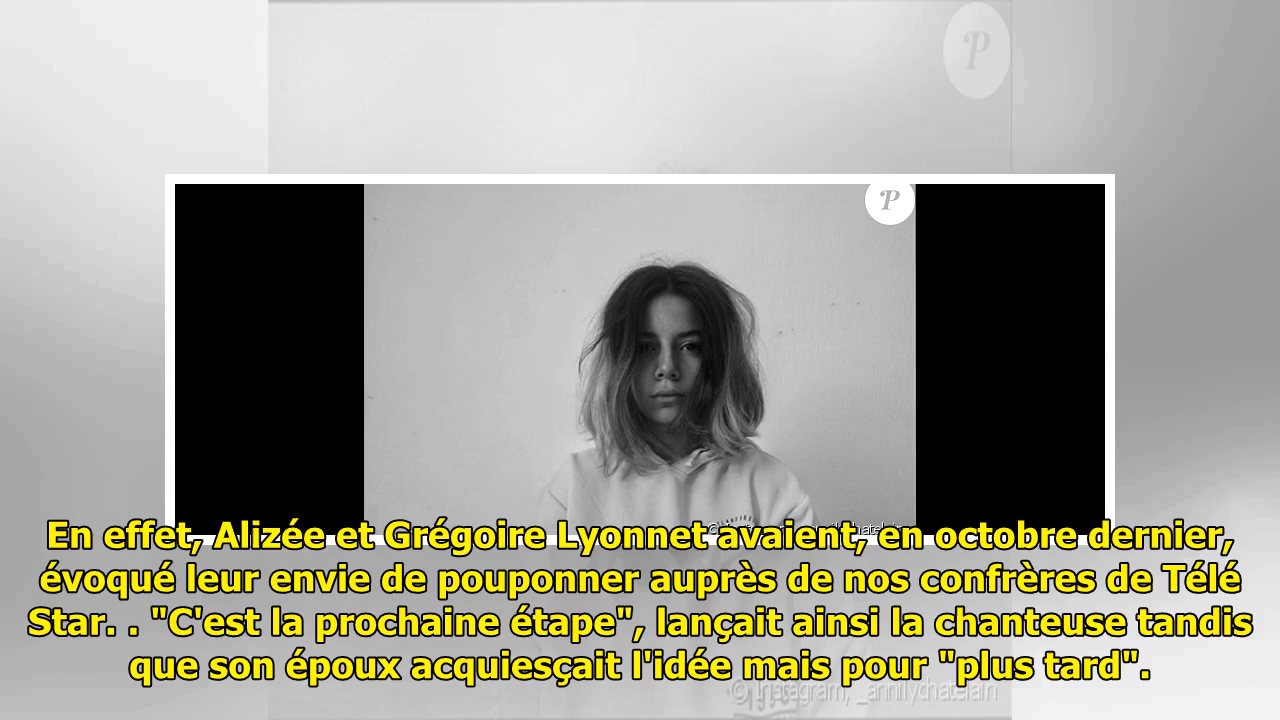 P
P
En effet, Alizée et Grégoire Lyonnet avaient, en octobre dernier,
évoqué leur envie de pouponner auprès de nos confrères de Télé
Star. . "C'est la prochaine étape", lançait ainsi la chanteuse tandis
que son époux acquiesçait l'idée mais pour "plus tard".
© Instagram, _annilychatelain